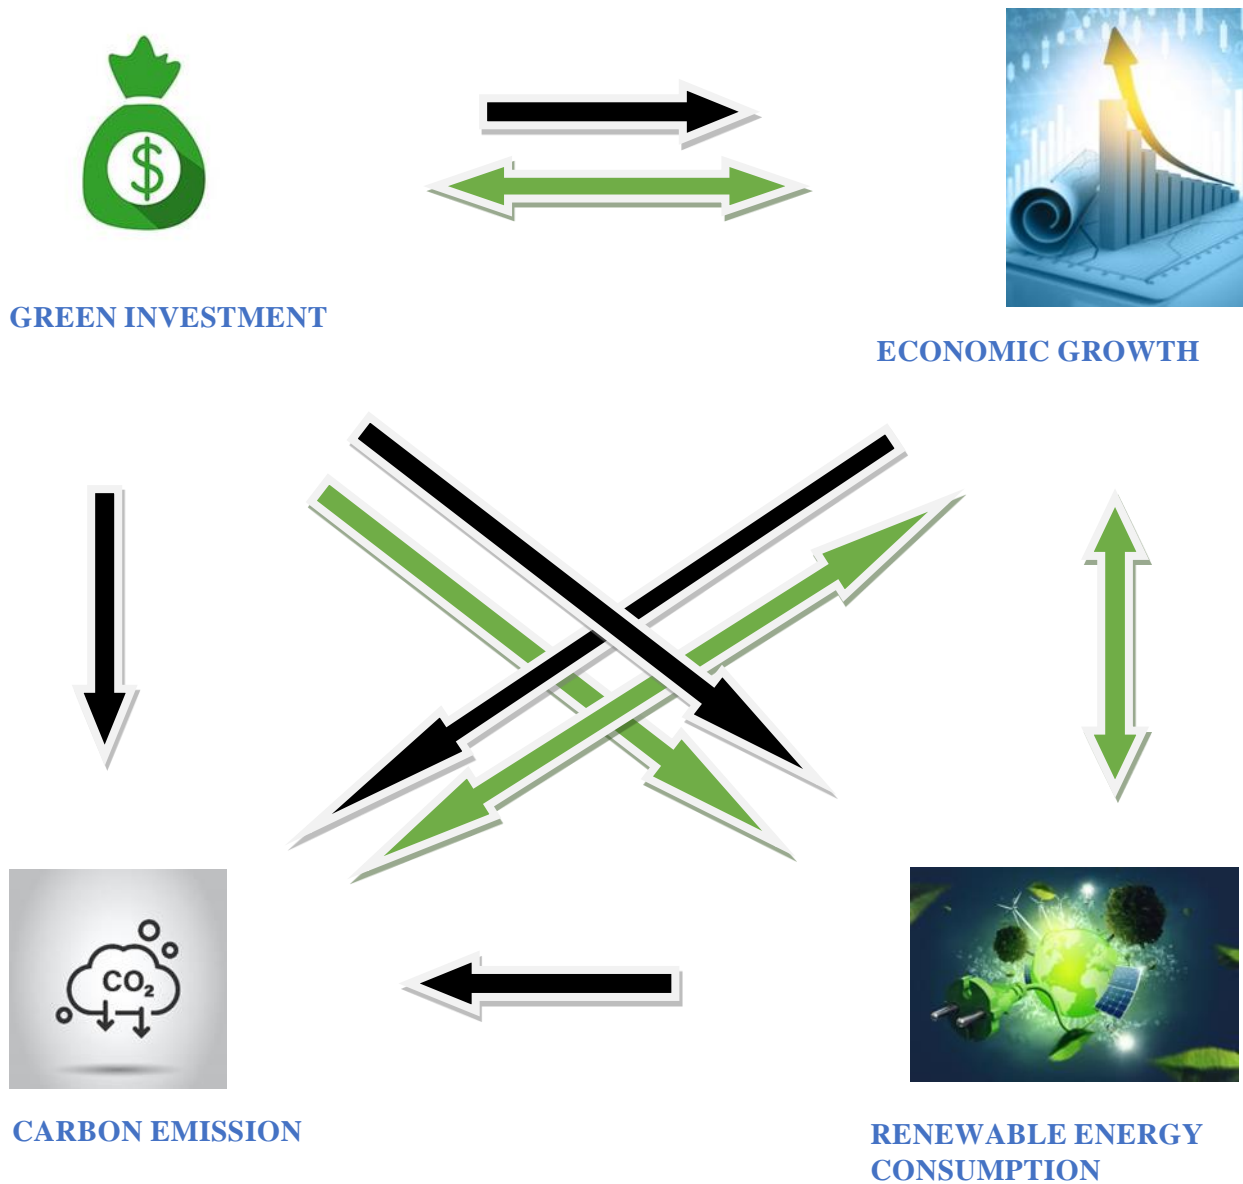 $
GREEN INVESTMENT
ECONOMIC GROWTH
CO₂
CARBON EMISSION
RENEWABLE ENERGY
CONSUMPTION